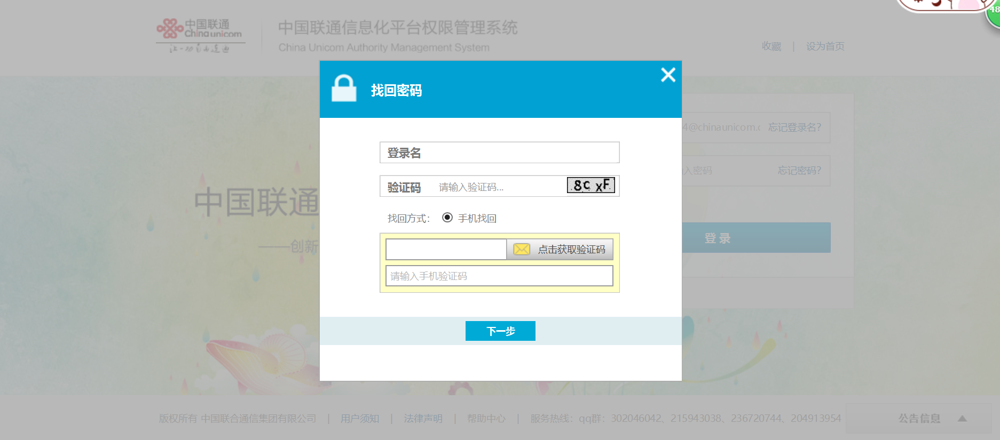 中国联通
China unicom
让一切自由连通
中国联通信息化平台权限管理系统
China Unicom Authority Management System
收藏 | 设为首页
48
找回密码
4@chinaunicom.c 忘记登录名?
登录名
入密码 忘记密码?
验证码 请输入验证码... 8C xF
中国联通
找回方式： 手机找回
登 录
——创新
点击获取验证码
请输入手机验证码
下一步
版权所有 中国联合通信集团有限公司 | 用户须知 | 法律声明 | 帮助中心 | 服务热线：qq群：302046042、215943038、236720744、204913954
公告信息